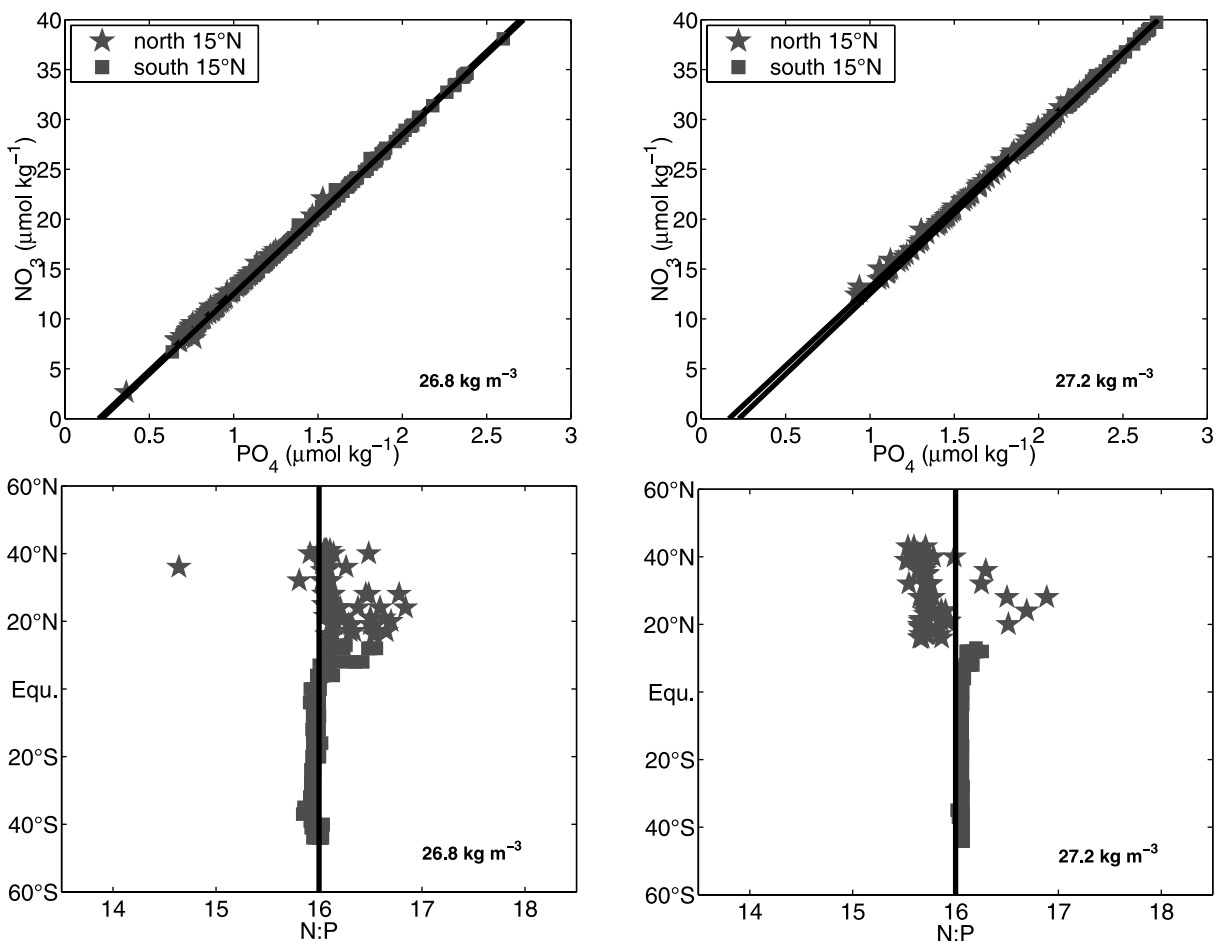 40
35
30
25
20
15
10
5
0
NO₃ (μmol kg⁻¹)
north 15°N
south 15°N
26.8 kg m⁻³
0 0.5 1 1.5 2 2.5 3
PO₄ (μmol kg⁻¹)
40
35
30
25
20
15
10
5
0
NO₃ (μmol kg⁻¹)
north 15°N
south 15°N
27.2 kg m⁻³
0 0.5 1 1.5 2 2.5 3
PO₄ (μmol kg⁻¹)
60°N
40°N
20°N
Equ.
20°S
40°S
60°S
26.8 kg m⁻³
14 15 16 17 18
N:P
60°N
40°N
20°N
Equ.
20°S
40°S
60°S
27.2 kg m⁻³
14 15 16 17 18
N:P